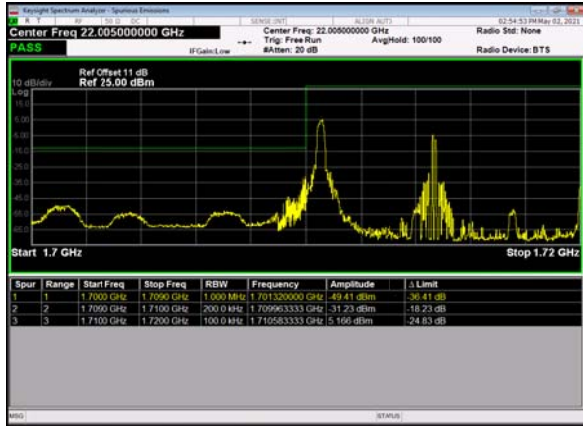 Keysight Spectrum Analyzer - Spurious Emissions
R T RF 50 Ω DC SENSE:INT ALIGN AUTO 02:54:53 PM May 02, 2021
Center Freq 22.005000000 GHz Center Freq: 22.005000000 GHz Radio Std: None
PASS Trig: Free Run AvgHold: 100/100
IFGain:Low #Atten: 20 dB Radio Device: BTS
Ref Offset 11 dB
10 dB/div Ref 25.00 dBm
Log
15.0
5.00
-5.00
-15.0
-25.0
-35.0
-45.0
-55.0
-65.0
Start 1.7 GHz Stop 1.72 GHz
Spur Range Start Freq Stop Freq RBW Frequency Amplitude Δ Limit
1 1 1.7000 GHz 1.7090 GHz 1.000 MHz 1.701320000 GHz -49.41 dBm -36.41 dB
2 2 1.7090 GHz 1.7100 GHz 200.0 kHz 1.709963333 GHz -31.23 dBm -18.23 dB
3 3 1.7100 GHz 1.7200 GHz 100.0 kHz 1.710583333 GHz 5.166 dBm -24.83 dB
MSG STATUS